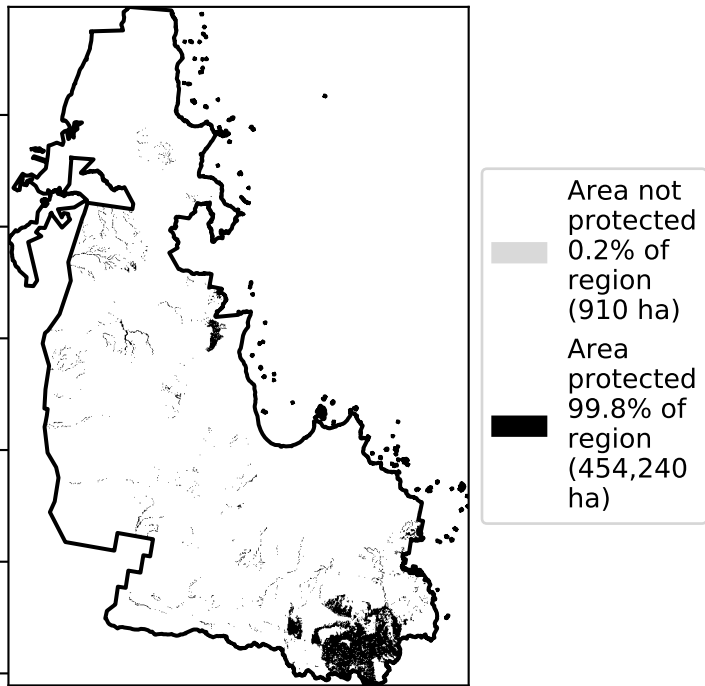 Area not
protected
0.2% of
region
(910 ha)
Area
protected
99.8% of
region
(454,240
ha)